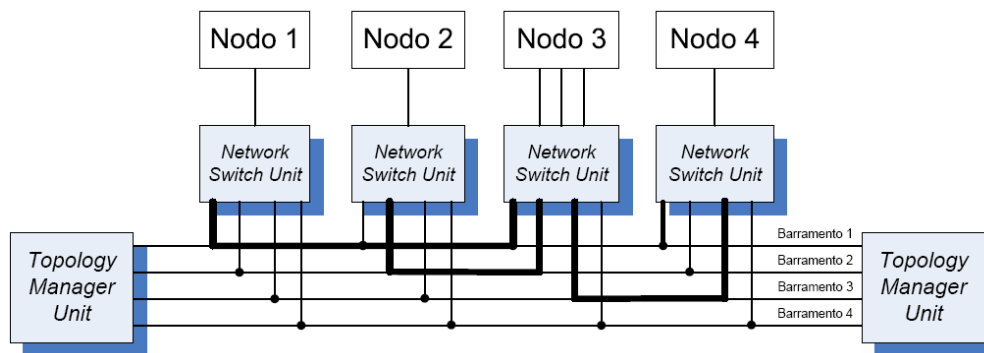 Nodo 1
Nodo 2
Nodo 3
Nodo 4
Network
Switch Unit
Network
Switch Unit
Network
Switch Unit
Network
Switch Unit
Topology
Manager
Unit
Barramento 1
Barramento 2
Barramento 3
Barramento 4
Topology
Manager
Unit